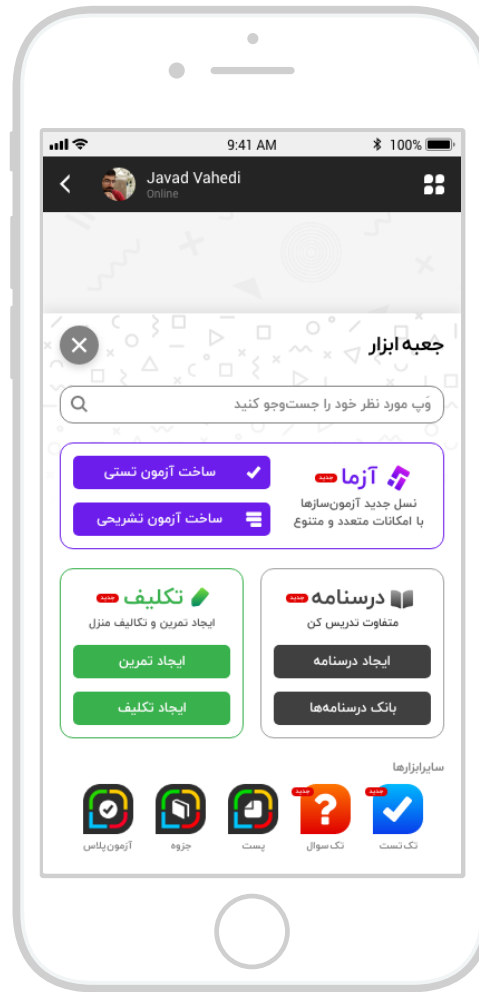 9:41 AM
100%
Javad Vahedi
Online
جعبه ابزار
وَپ مورد نظر خود را جست‌وجو کنید
آزما جدید
نسل جدید آزمون‌سازها
با امکانات متعدد و متنوع
ساخت آزمون تستی
ساخت آزمون تشریحی
درسنامه جدید
متفاوت تدریس کن
ایجاد درسنامه
بانک درسنامه‌ها
تکلیف جدید
ایجاد تمرین و تکالیف منزل
ایجاد تمرین
ایجاد تکلیف
سایرابزارها
جدید
تک‌تست
جدید
تک‌سوال
پست
جزوه
آزمون‌پلاس